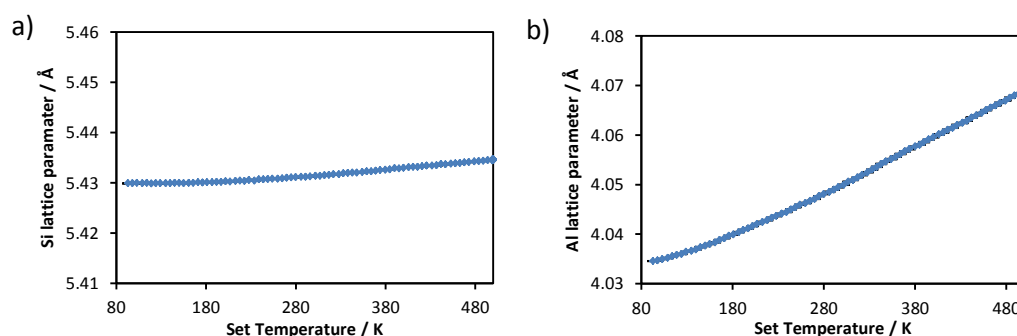 a)
Si lattice paramater / Å
5.46
5.45
5.44
5.43
5.42
5.41
80 180 280 380 480
Set Temperature / K
b)
Al lattice parameter / Å
4.08
4.07
4.06
4.05
4.04
4.03
80 180 280 380 480
Set Temperature / K